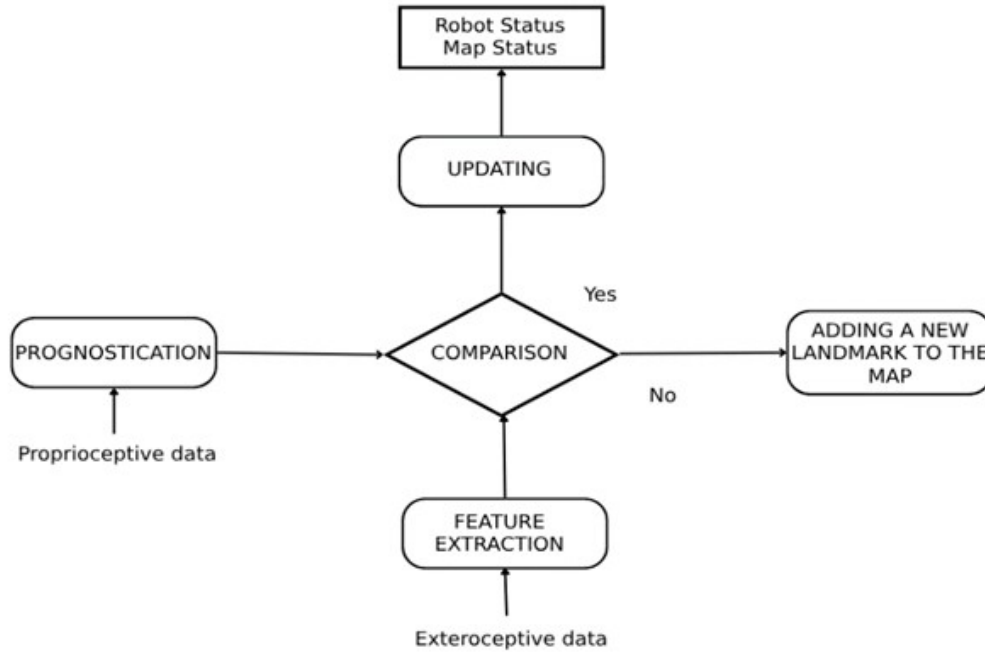 Robot Status
Map Status
UPDATING
Yes
PROGNOSTICATION
COMPARISON
ADDING A NEW
LANDMARK TO THE
MAP
No
Proprioceptive data
FEATURE
EXTRACTION
Exteroceptive data